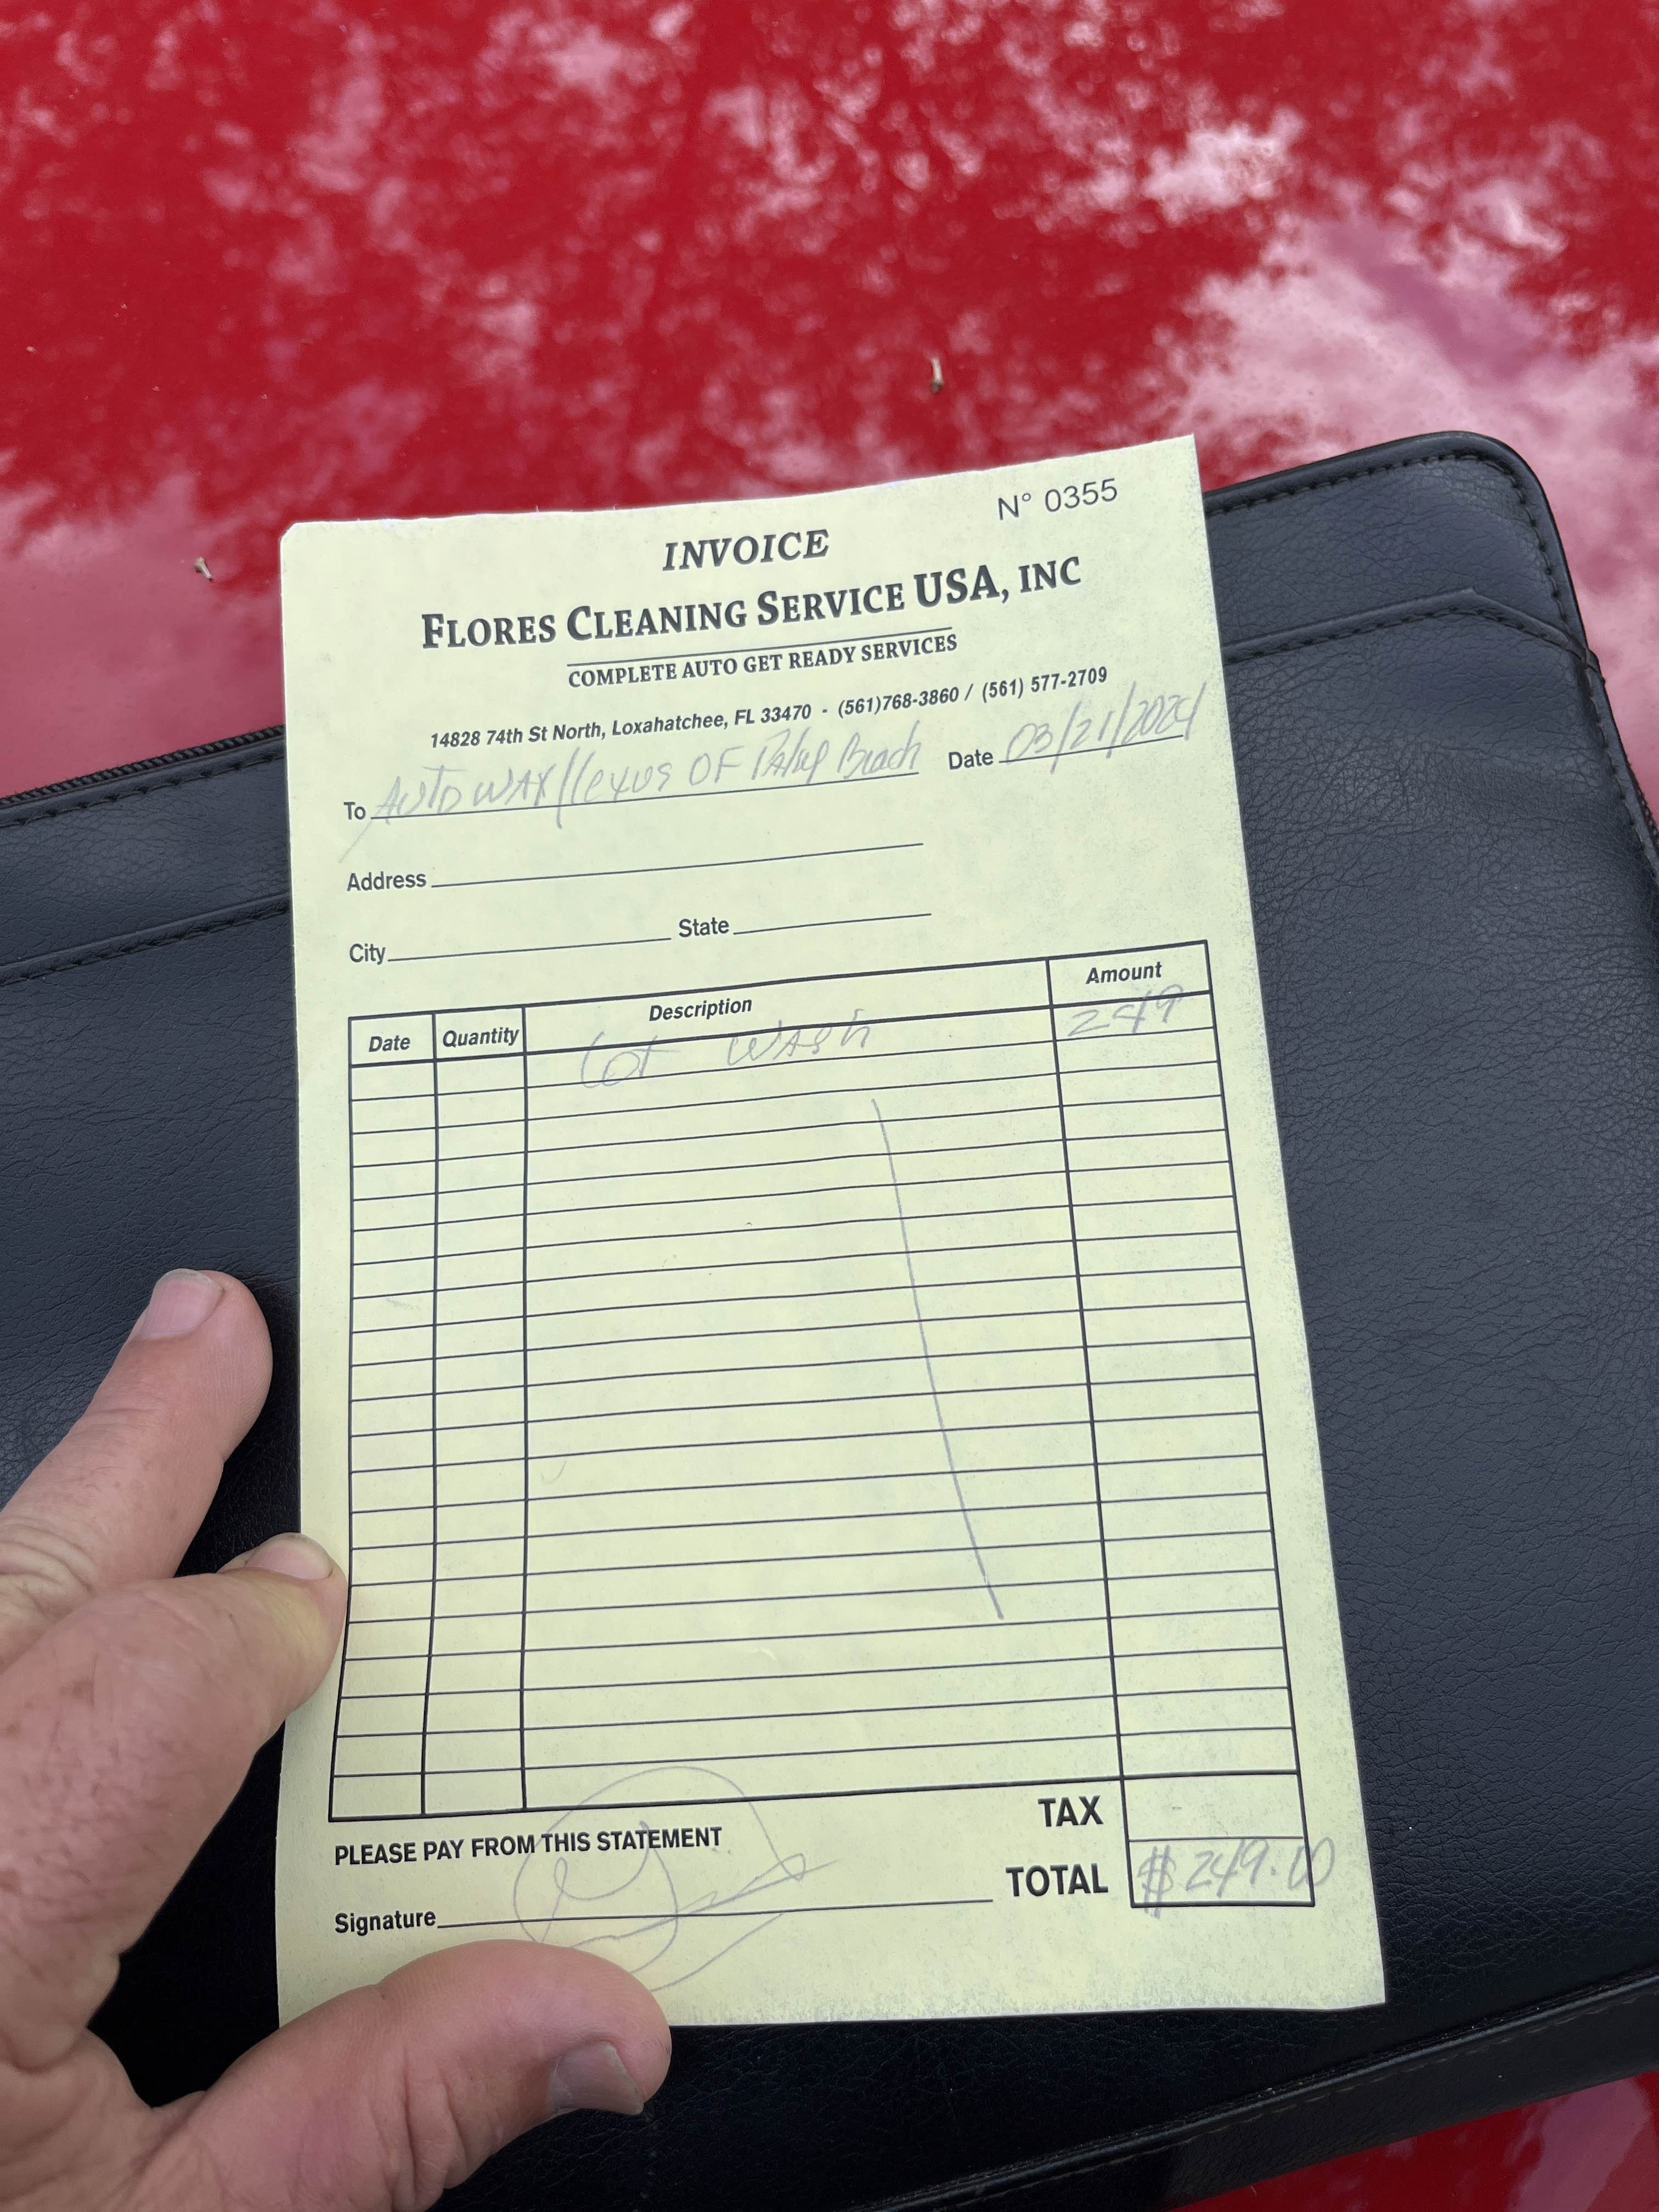 N° 0355
INVOICE
FLORES CLEANING SERVICE USA, INC
COMPLETE AUTO GET READY SERVICES
14828 74th St North, Loxahatchee, FL 33470 - (561)768-3860 / (561) 577-2709
To AUTO WAX/lexus OF Palm Beach Date 03/21/2024
Address
City State
Date Quantity Description Amount
Lot Wash 249
TAX
PLEASE PAY FROM THIS STATEMENT
TOTAL $249.00
Signature